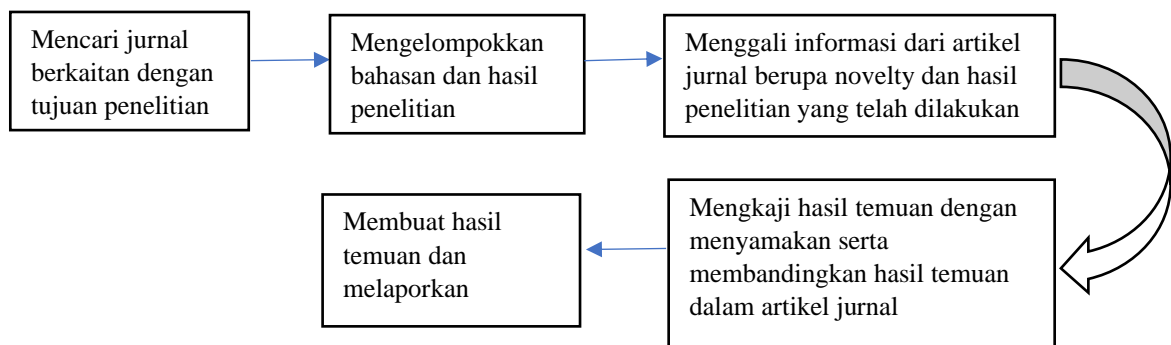 Mencari jurnal
berkaitan dengan
tujuan penelitian
Mengelompokkan
bahasan dan hasil
penelitian
Menggali informasi dari artikel
jurnal berupa novelty dan hasil
penelitian yang telah dilakukan
Mengkaji hasil temuan dengan
menyamakan serta
membandingkan hasil temuan
dalam artikel jurnal
Membuat hasil
temuan dan
melaporkan